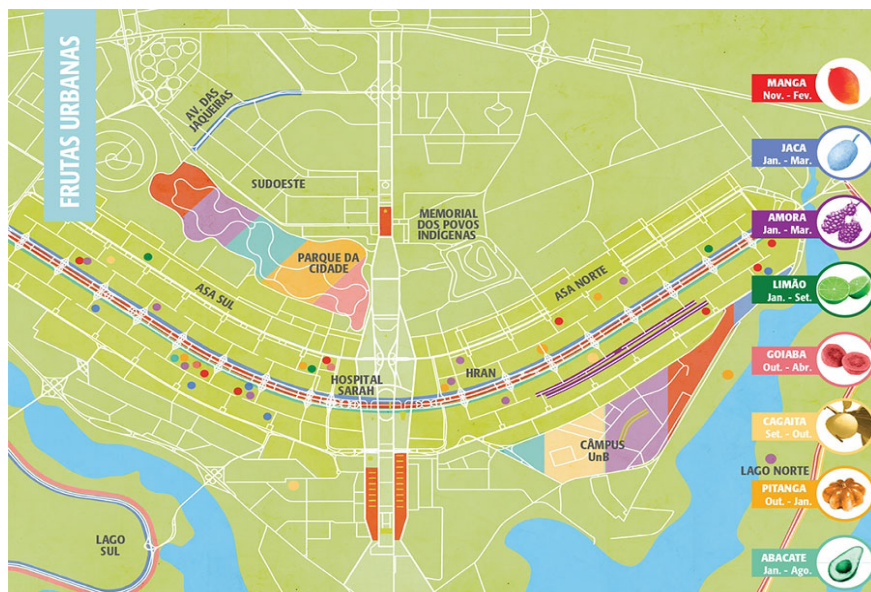 FRUTAS URBANAS
AV. DAS
JAQUEIRAS
SUDOESTE
MEMORIAL
DOS POVOS
INDÍGENAS
PARQUE DA
CIDADE
ASA SUL
ASA NORTE
HOSPITAL
SARAH
HRAN
CÂMPUS
UnB
LAGO NORTE
LAGO
SUL
MANGA
Nov. - Fev.
JACA
Jan. - Mar.
AMORA
Jan. - Mar.
LIMÃO
Jan. - Set.
GOIABA
Out. - Abr.
CAGAITA
Set. - Out.
PITANGA
Out. - Jan.
ABACATE
Jan. - Ago.